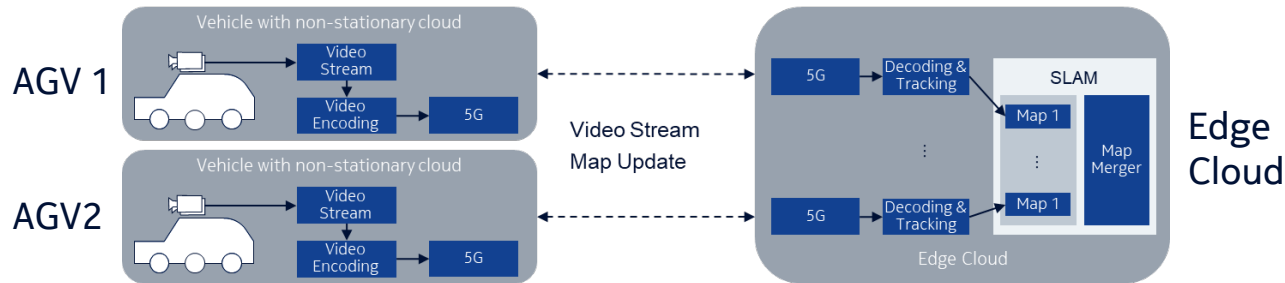 AGV 1
Vehicle with non-stationary cloud
Video
Stream
Video
Encoding
5G
AGV2
Vehicle with non-stationary cloud
Video
Stream
Video
Encoding
5G
Video Stream
Map Update
5G
Decoding &
Tracking
SLAM
Map 1
⋮
⋮
Map
Merger
5G
Decoding &
Tracking
Map 1
Edge Cloud
Edge
Cloud